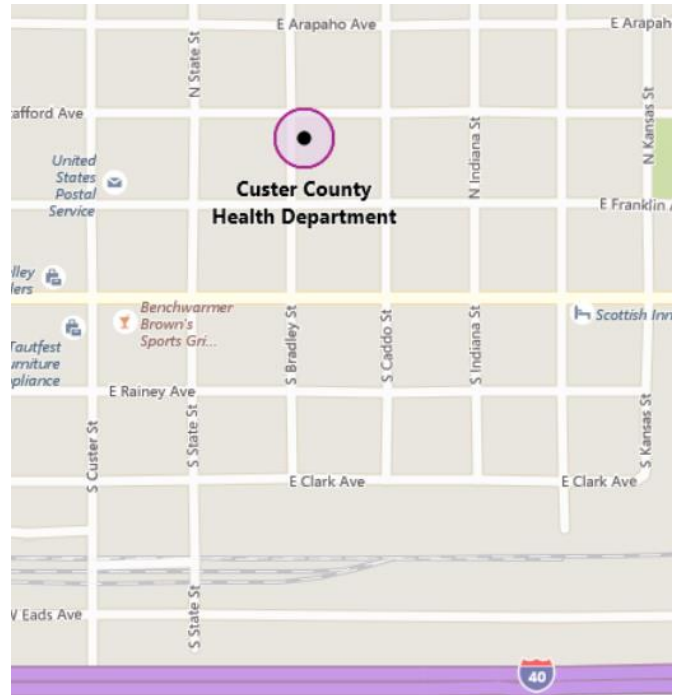 E Arapaho Ave
E Arapah
N State St
afford Ave
N Indiana St
N Kansas St
United
States
Postal
Service
Custer County
Health Department
E Franklin
lley
lers
Benchwarmer
Brown's
Sports Gri...
S Bradley St
S Caddo St
S Indiana St
Scottish Inn
Tautfest
urniture
pliance
E Rainey Ave
S Custer St
S State St
S Kansas St
E Clark Ave
E Clark Ave
W Eads Ave
S State St
40